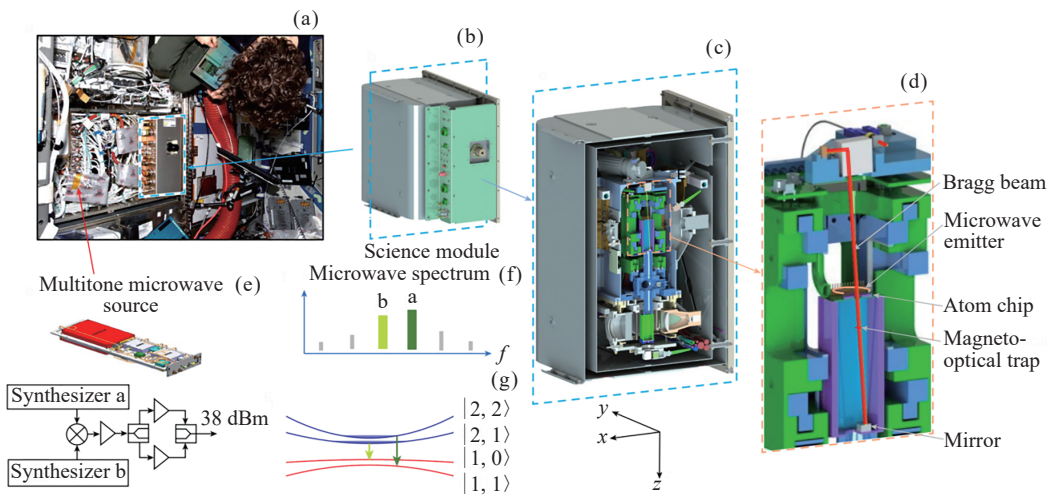 (a)
(b)
(c)
(d)
Bragg beam
Microwave
emitter
Atom chip
Magneto-
optical trap
Mirror
Science module
Multitone microwave (e)
source
Microwave spectrum (f)
b
a
f
(g)
Synthesizer a
38 dBm
Synthesizer b
|2, 2⟩
|2, 1⟩
|1, 0⟩
|1, 1⟩
y
x
z